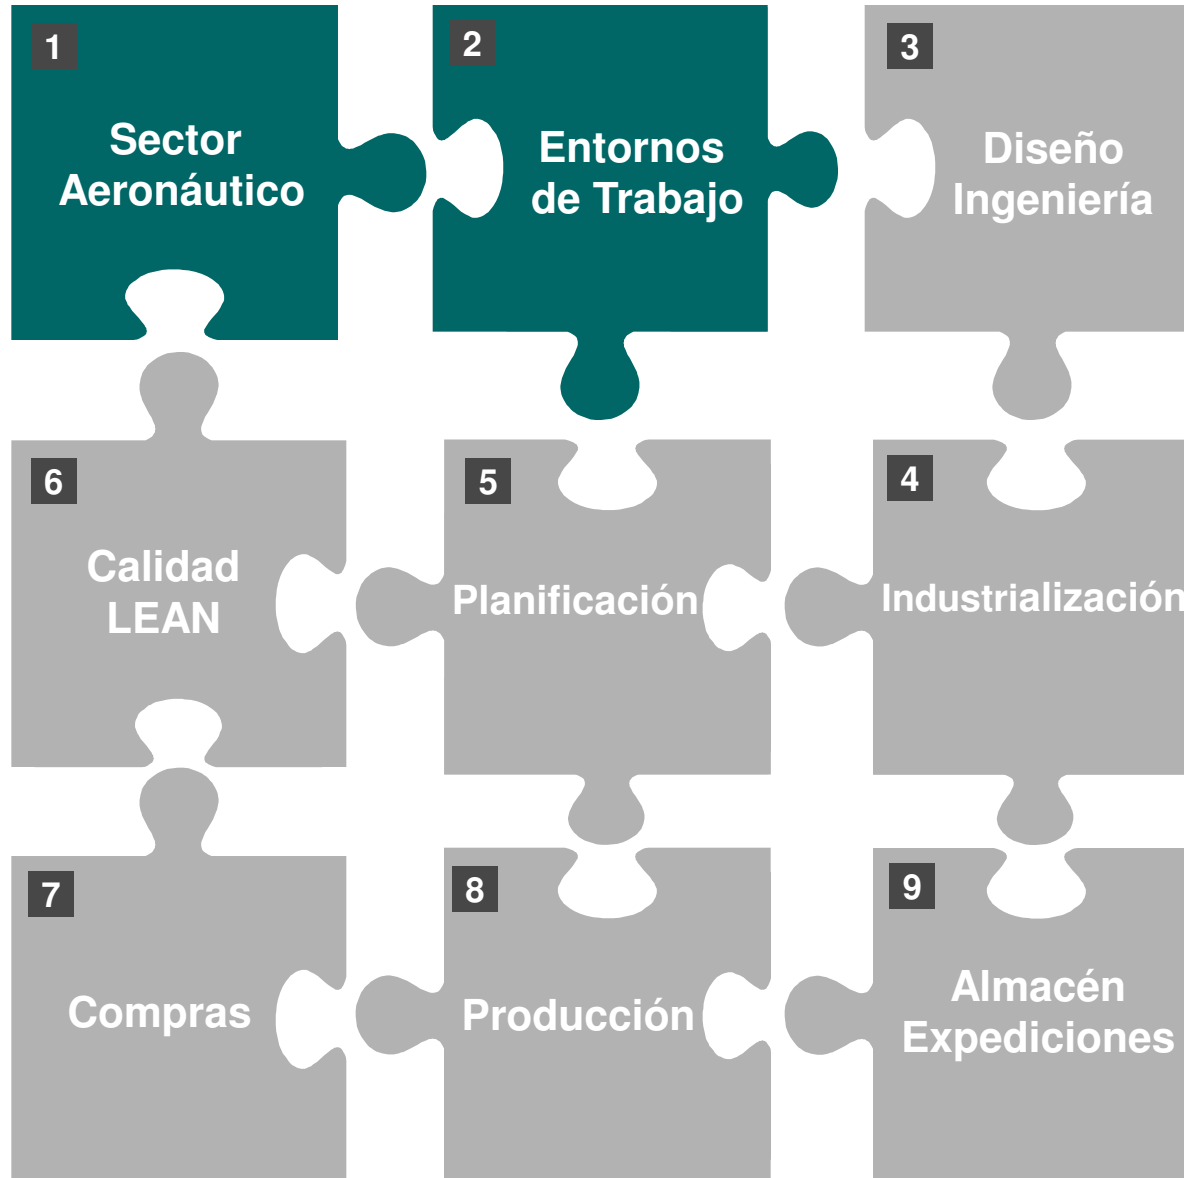 1
Sector
Aeronáutico
2
Entornos
de Trabajo
3
Diseño
Ingeniería
6
Calidad
LEAN
5
Planificación
4
Industrialización
7
Compras
8
Producción
9
Almacén
Expediciones